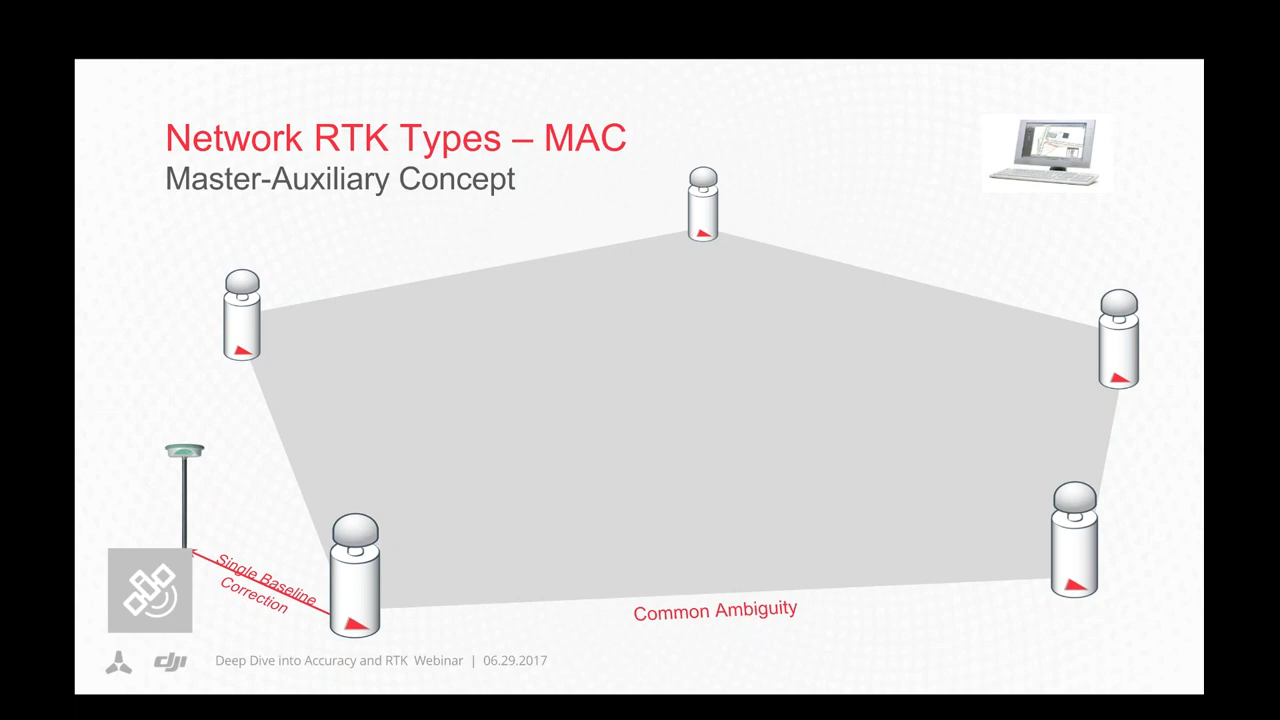 Network RTK Types – MAC
Master-Auxiliary Concept
Single Baseline
Correction
Common Ambiguity
dji
Deep Dive into Accuracy and RTK Webinar | 06.29.2017